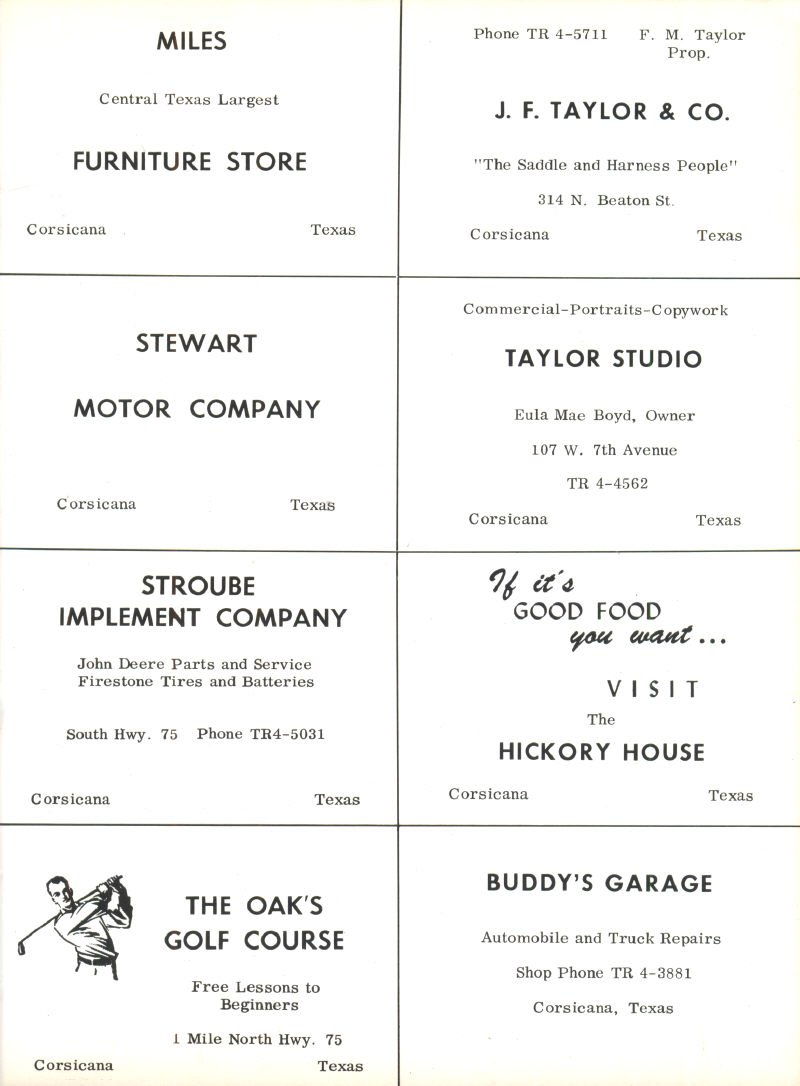 MILES
Central Texas Largest
FURNITURE STORE
Corsicana Texas
Phone TR 4-5711 F. M. Taylor
Prop.
J. F. TAYLOR & CO.
"The Saddle and Harness People"
314 N. Beaton St.
Corsicana Texas
STEWART
MOTOR COMPANY
Corsicana Texas
Commercial-Portraits-Copywork
TAYLOR STUDIO
Eula Mae Boyd, Owner
107 W. 7th Avenue
TR 4-4562
Corsicana Texas
STROUBE
IMPLEMENT COMPANY
John Deere Parts and Service
Firestone Tires and Batteries
South Hwy. 75 Phone TR4-5031
Corsicana Texas
If it's
GOOD FOOD
you want...
VISIT
The
HICKORY HOUSE
Corsicana Texas
THE OAK'S
GOLF COURSE
Free Lessons to
Beginners
1 Mile North Hwy. 75
Corsicana Texas
BUDDY'S GARAGE
Automobile and Truck Repairs
Shop Phone TR 4-3881
Corsicana, Texas